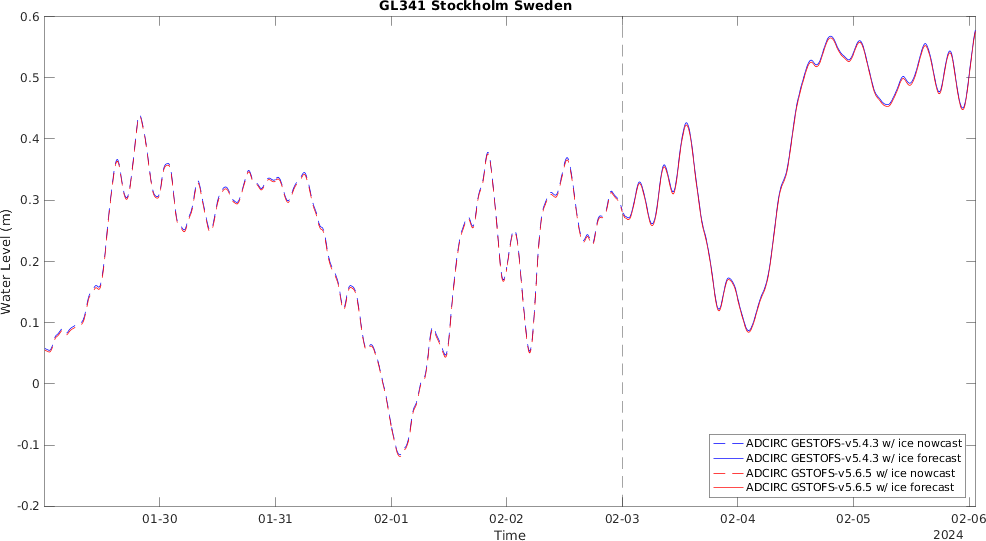 GL341 Stockholm Sweden
0.6
0.5
0.4
0.3
0.2
0.1
0
-0.1
-0.2
Water Level (m)
01-30 01-31 02-01 02-02 02-03 02-04 02-05 02-06
Time
2024
ADCIRC GESTOFS-v5.4.3 w/ ice nowcast
ADCIRC GESTOFS-v5.4.3 w/ ice forecast
ADCIRC GSTOFS-v5.6.5 w/ ice nowcast
ADCIRC GSTOFS-v5.6.5 w/ ice forecast